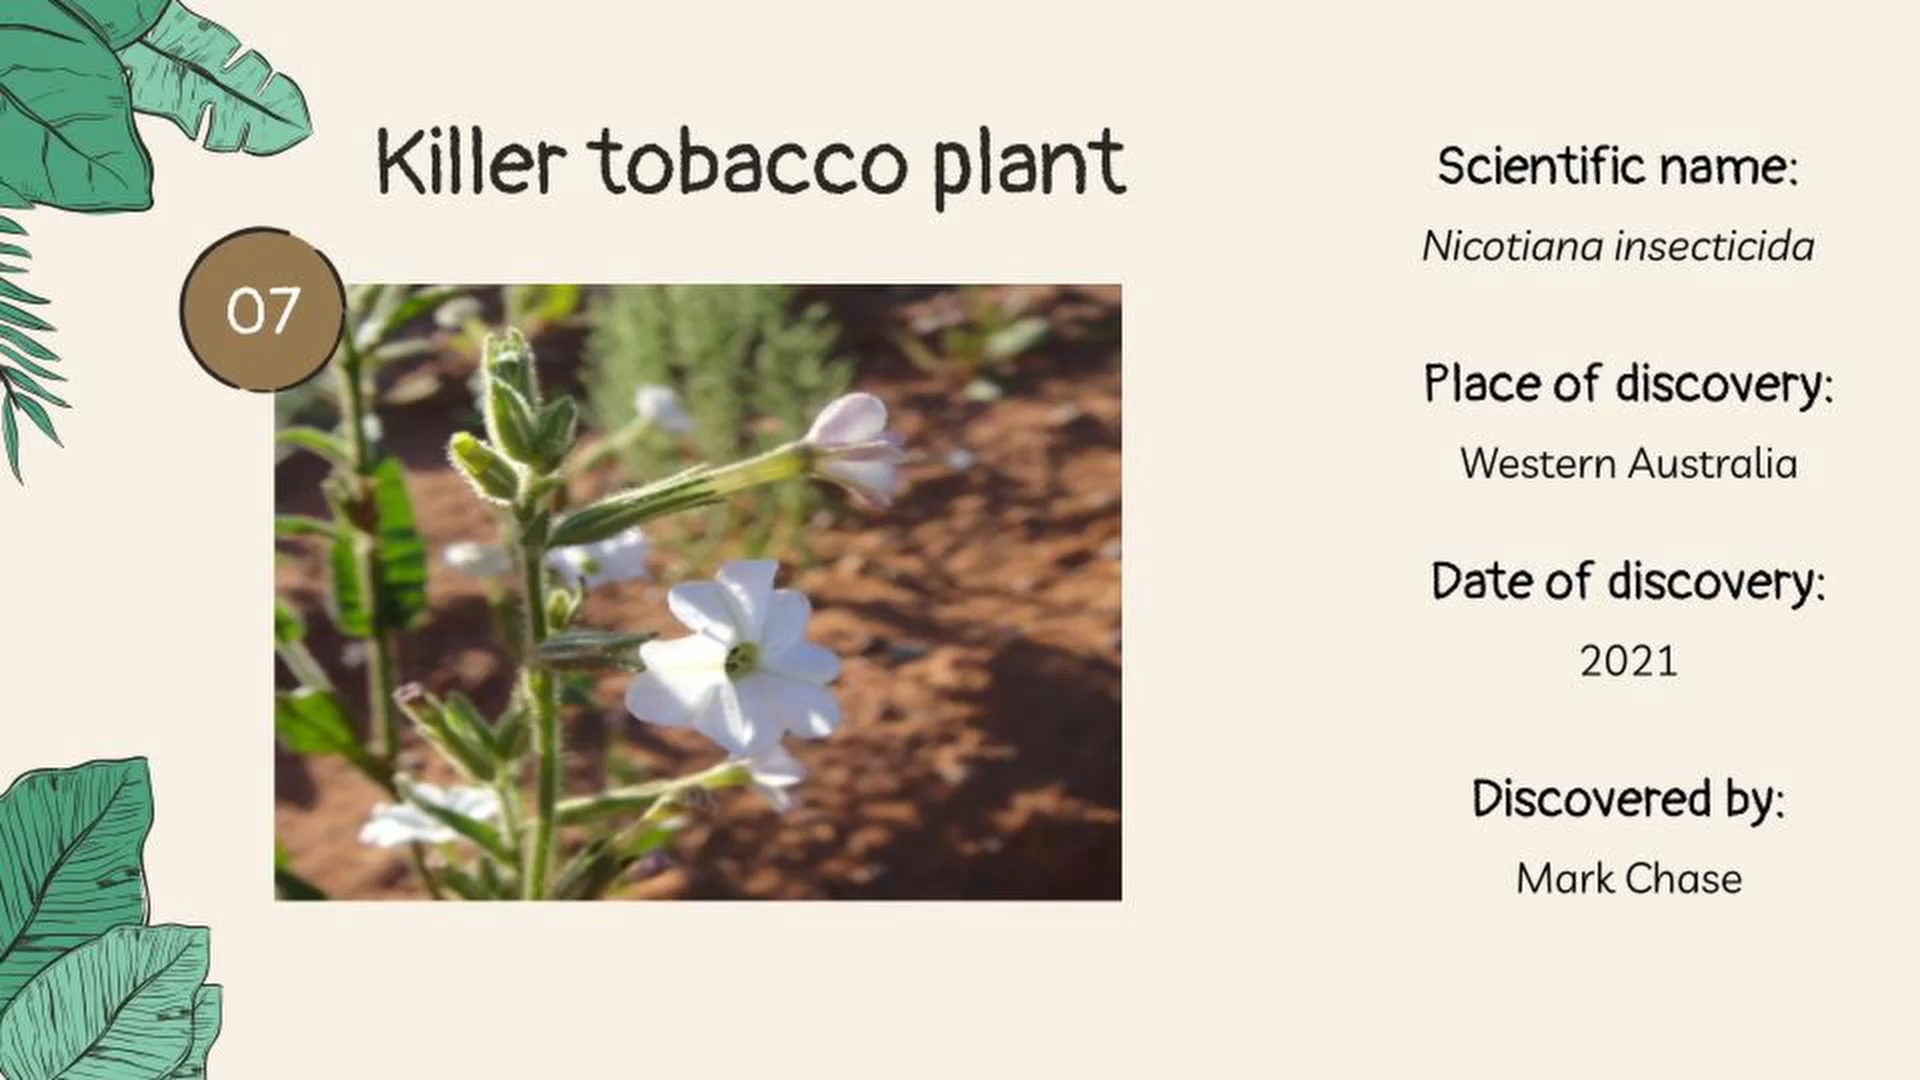 Killer tobacco plant
07
Scientific name:
Nicotiana insecticida
Place of discovery:
Western Australia
Date of discovery:
2021
Discovered by:
Mark Chase